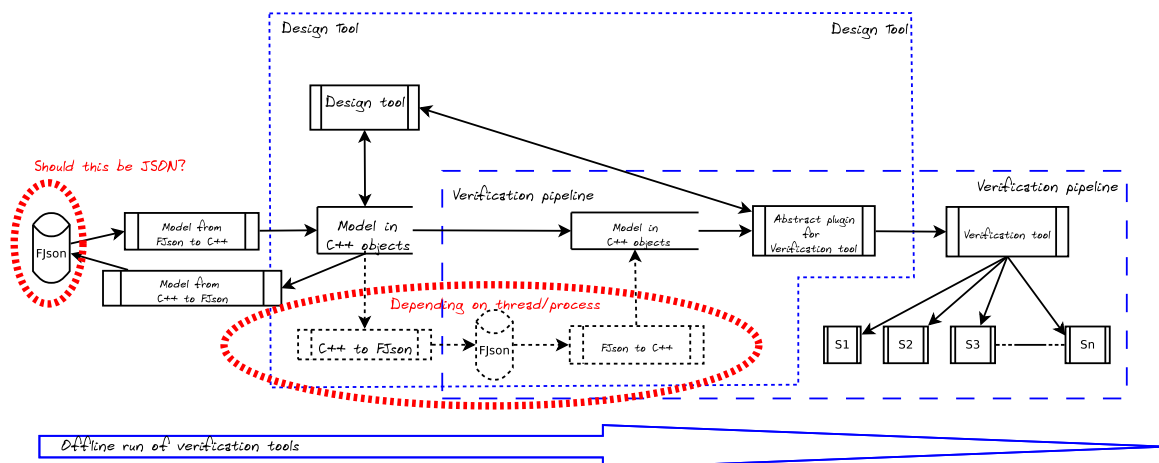 Design Tool
Design Tool
Design tool
Should this be JSON?
Verification pipeline
Verification pipeline
FJson
Model from
FJson to C++
Model in
C++ objects
Model in
C++ objects
Abstract plugin
for
Verification tool
Verification tool
Model from
C++ to FJson
Depending on thread/process
C++ to FJson
FJson
FJson to C++
S1
S2
S3
Sn
Offline run of verification tools